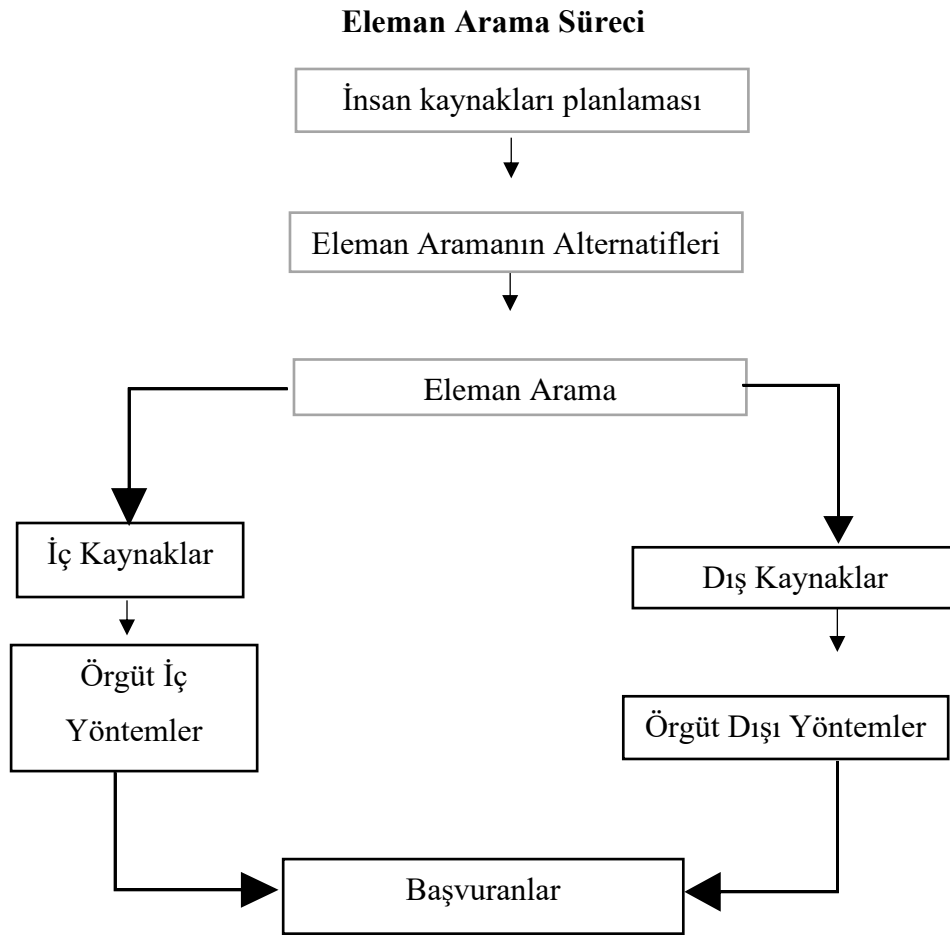 Eleman Arama Süreci
İnsan kaynakları planlaması
Eleman Aramanın Alternatifleri
Eleman Arama
İç Kaynaklar
Dış Kaynaklar
Örgüt İç
Yöntemler
Örgüt Dışı Yöntemler
Başvuranlar